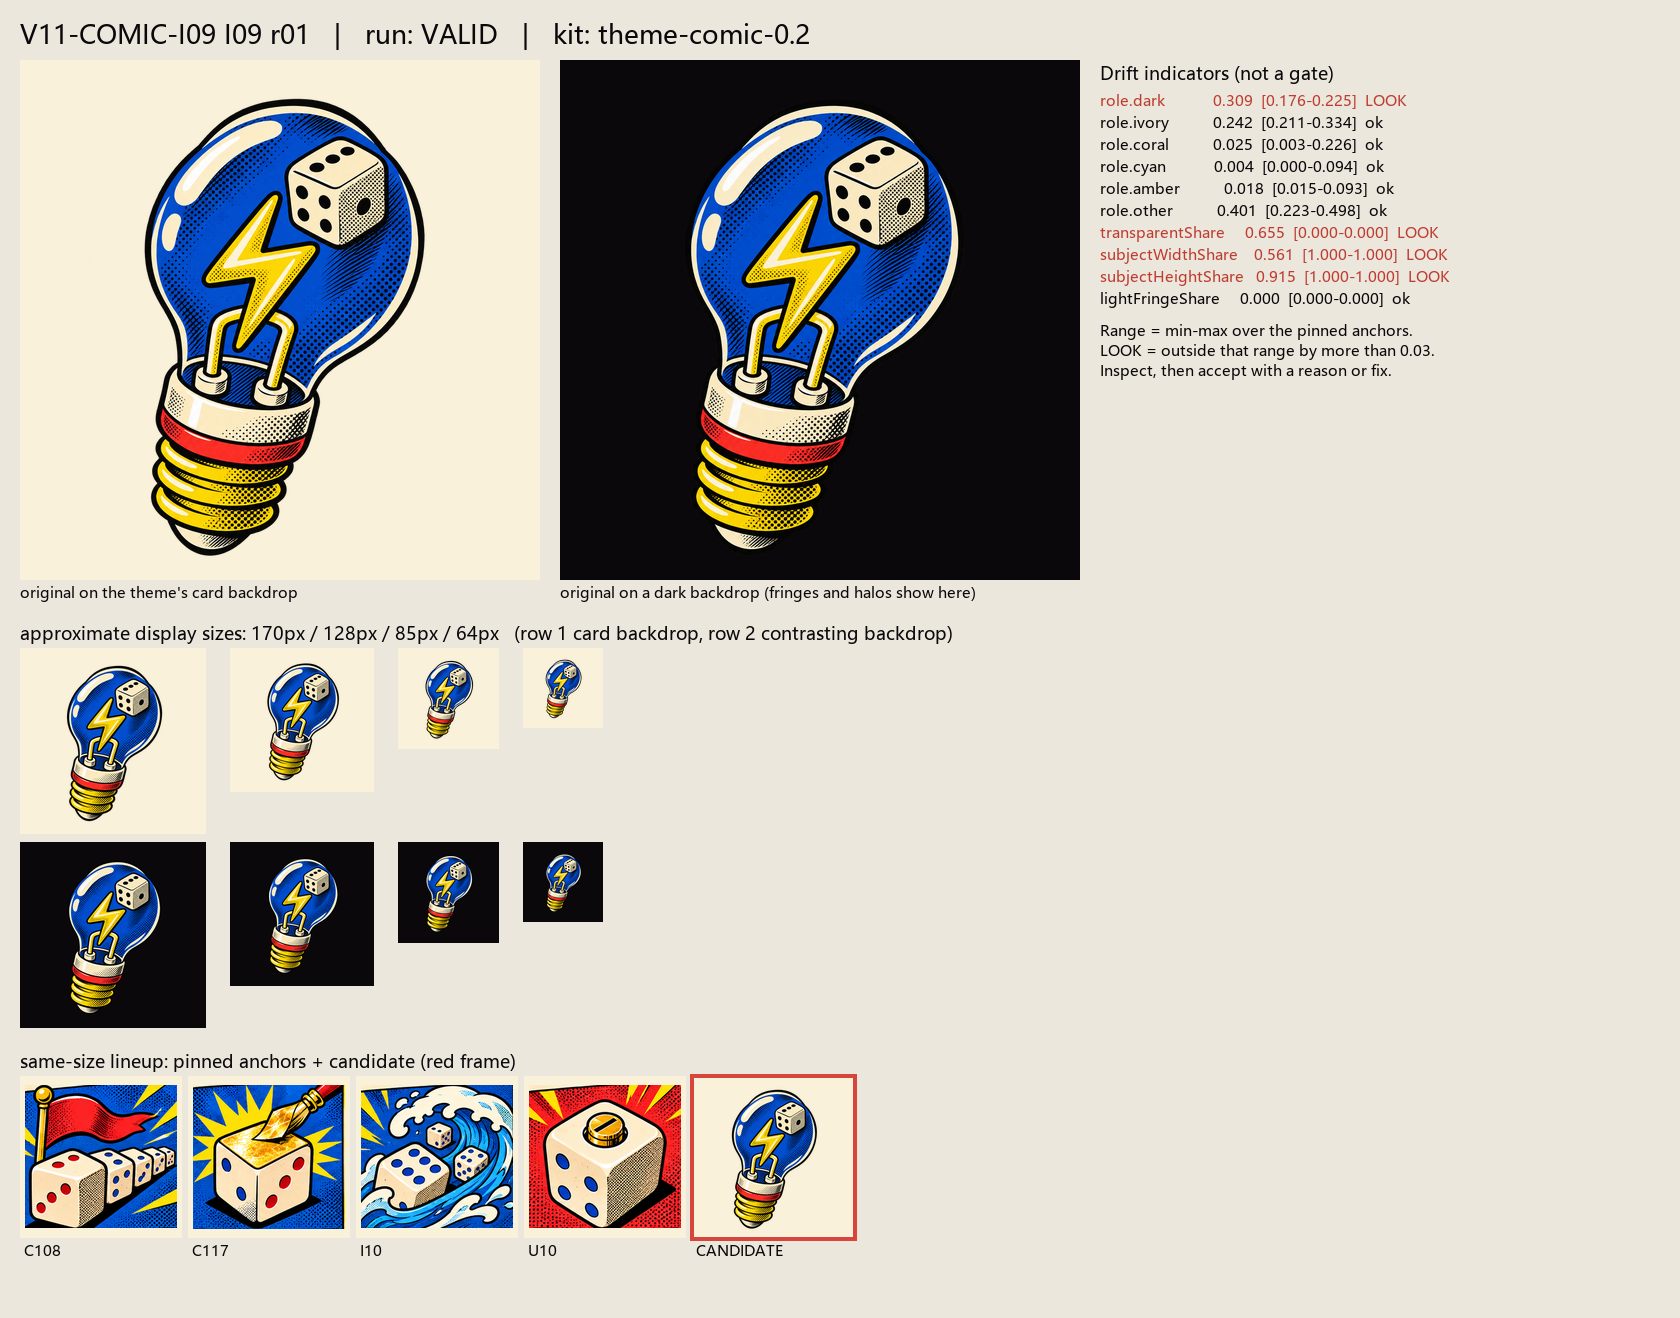 V11-COMIC-I09 I09 r01 | run: VALID | kit: theme-comic-0.2
Drift indicators (not a gate)
role.dark 0.309 [0.176-0.225] LOOK
role.ivory 0.242 [0.211-0.334] ok
role.coral 0.025 [0.003-0.226] ok
role.cyan 0.004 [0.000-0.094] ok
role.amber 0.018 [0.015-0.093] ok
role.other 0.401 [0.223-0.498] ok
transparentShare 0.655 [0.000-0.000] LOOK
subjectWidthShare 0.561 [1.000-1.000] LOOK
subjectHeightShare 0.915 [1.000-1.000] LOOK
lightFringeShare 0.000 [0.000-0.000] ok
Range = min-max over the pinned anchors.
LOOK = outside that range by more than 0.03.
Inspect, then accept with a reason or fix.
original on the theme's card backdrop
original on a dark backdrop (fringes and halos show here)
approximate display sizes: 170px / 128px / 85px / 64px (row 1 card backdrop, row 2 contrasting backdrop)
same-size lineup: pinned anchors + candidate (red frame)
C108
C117
I10
U10
CANDIDATE